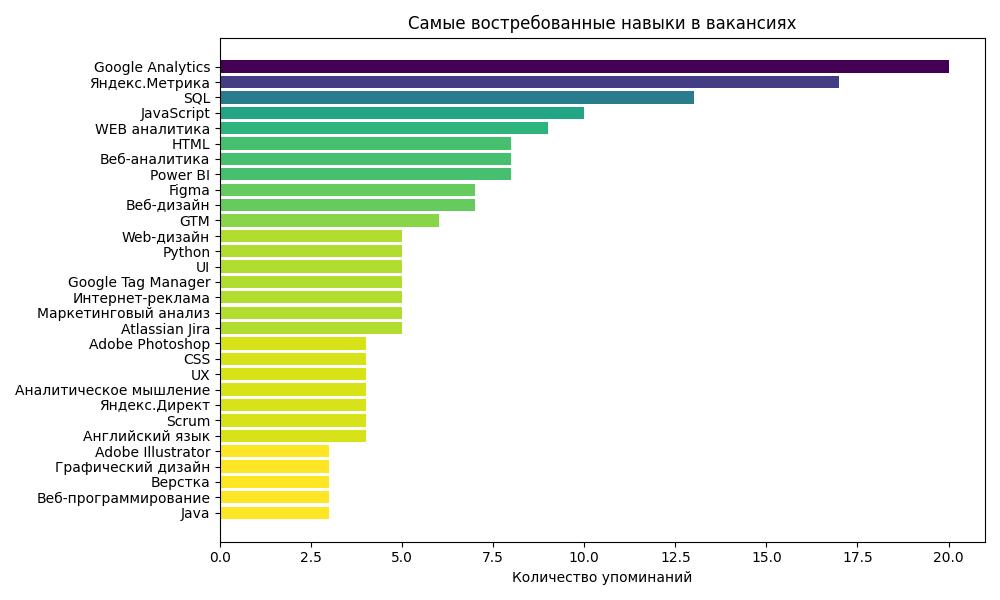 Самые востребованные навыки в вакансиях
Google Analytics
Яндекс.Метрика
SQL
JavaScript
WEB аналитика
HTML
Веб-аналитика
Power BI
Figma
Веб-дизайн
GTM
Web-дизайн
Python
UI
Google Tag Manager
Интернет-реклама
Маркетинговый анализ
Atlassian Jira
Adobe Photoshop
CSS
UX
Аналитическое мышление
Яндекс.Директ
Scrum
Английский язык
Adobe Illustrator
Графический дизайн
Верстка
Веб-программирование
Java
0.0 2.5 5.0 7.5 10.0 12.5 15.0 17.5 20.0
Количество упоминаний